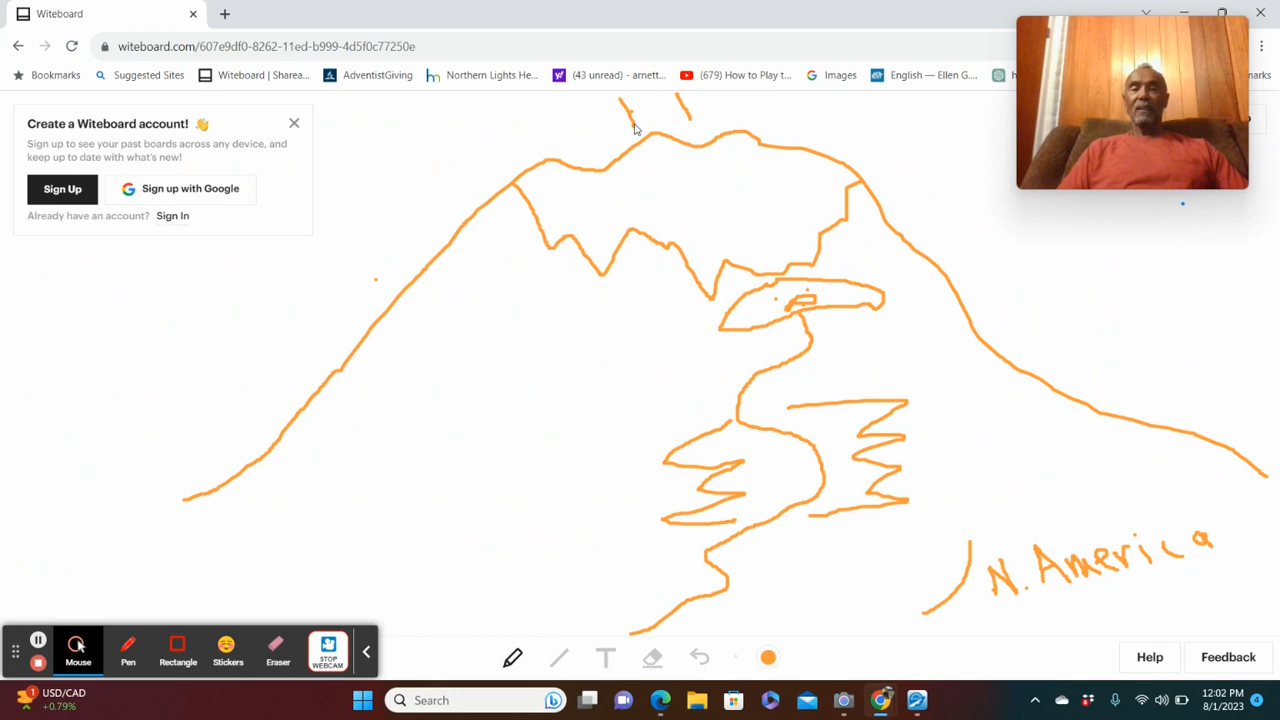 Witeboard
witeboard.com/607e9df0-8262-11ed-b999-4d5f0c77250e
Bookmarks
Suggested Sites
Witeboard | Sharea...
AdventistGiving
Northern Lights He...
(43 unread) - arnett...
(679) How to Play t...
Images
English — Ellen G....
Create a Witeboard account! 👋
Sign up to see your past boards across any device, and
keep up to date with what's new!
Sign Up
Sign up with Google
Already have an account? Sign In
N. America
Mouse
Pen
Rectangle
Stickers
Eraser
STOP
WEBCAM
Help
Feedback
1
USD/CAD
+0.79%
Search
12:02 PM
8/1/2023
4